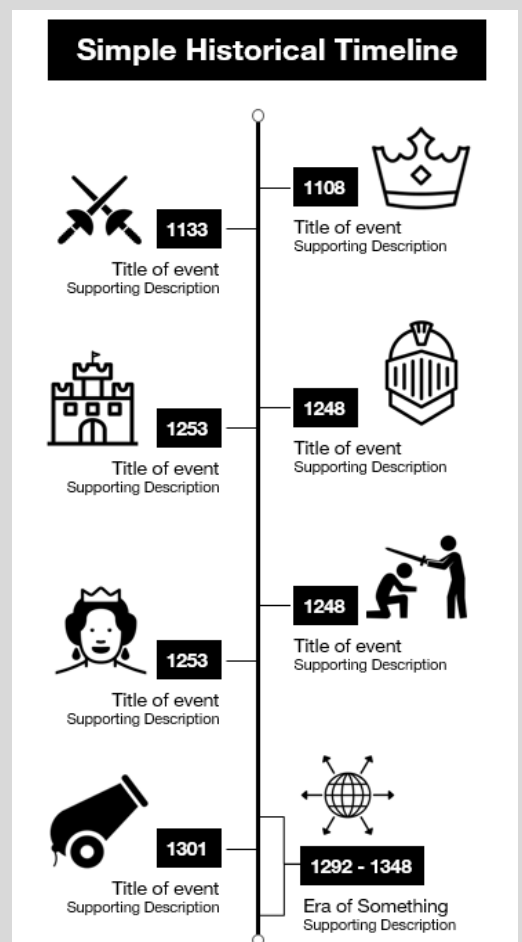 Simple Historical Timeline
1108
Title of event
Supporting Description
1133
Title of event
Supporting Description
1248
Title of event
Supporting Description
1253
Title of event
Supporting Description
1248
Title of event
Supporting Description
1253
Title of event
Supporting Description
1301
Title of event
Supporting Description
1292 - 1348
Era of Something
Supporting Description